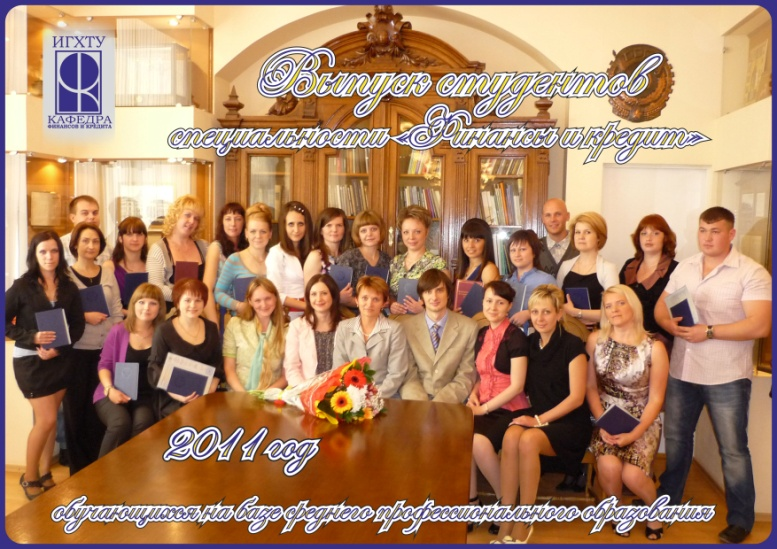 ИГХТУ
КАФЕДРА
ФИНАНСОВ И КРЕДИТА
Выпуск студентов
специальности «Финансы и кредит»
2011 год
обучающихся на базе среднего профессионального образования